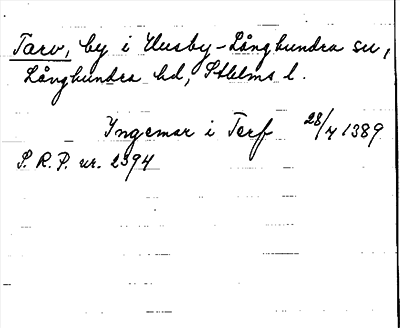 Tarv, by i Husby-Långhundra sn,
Långhundra hd, Sthlms l.
Ingemar i Terf 28/4 1389
S.R.P. nr. 2394